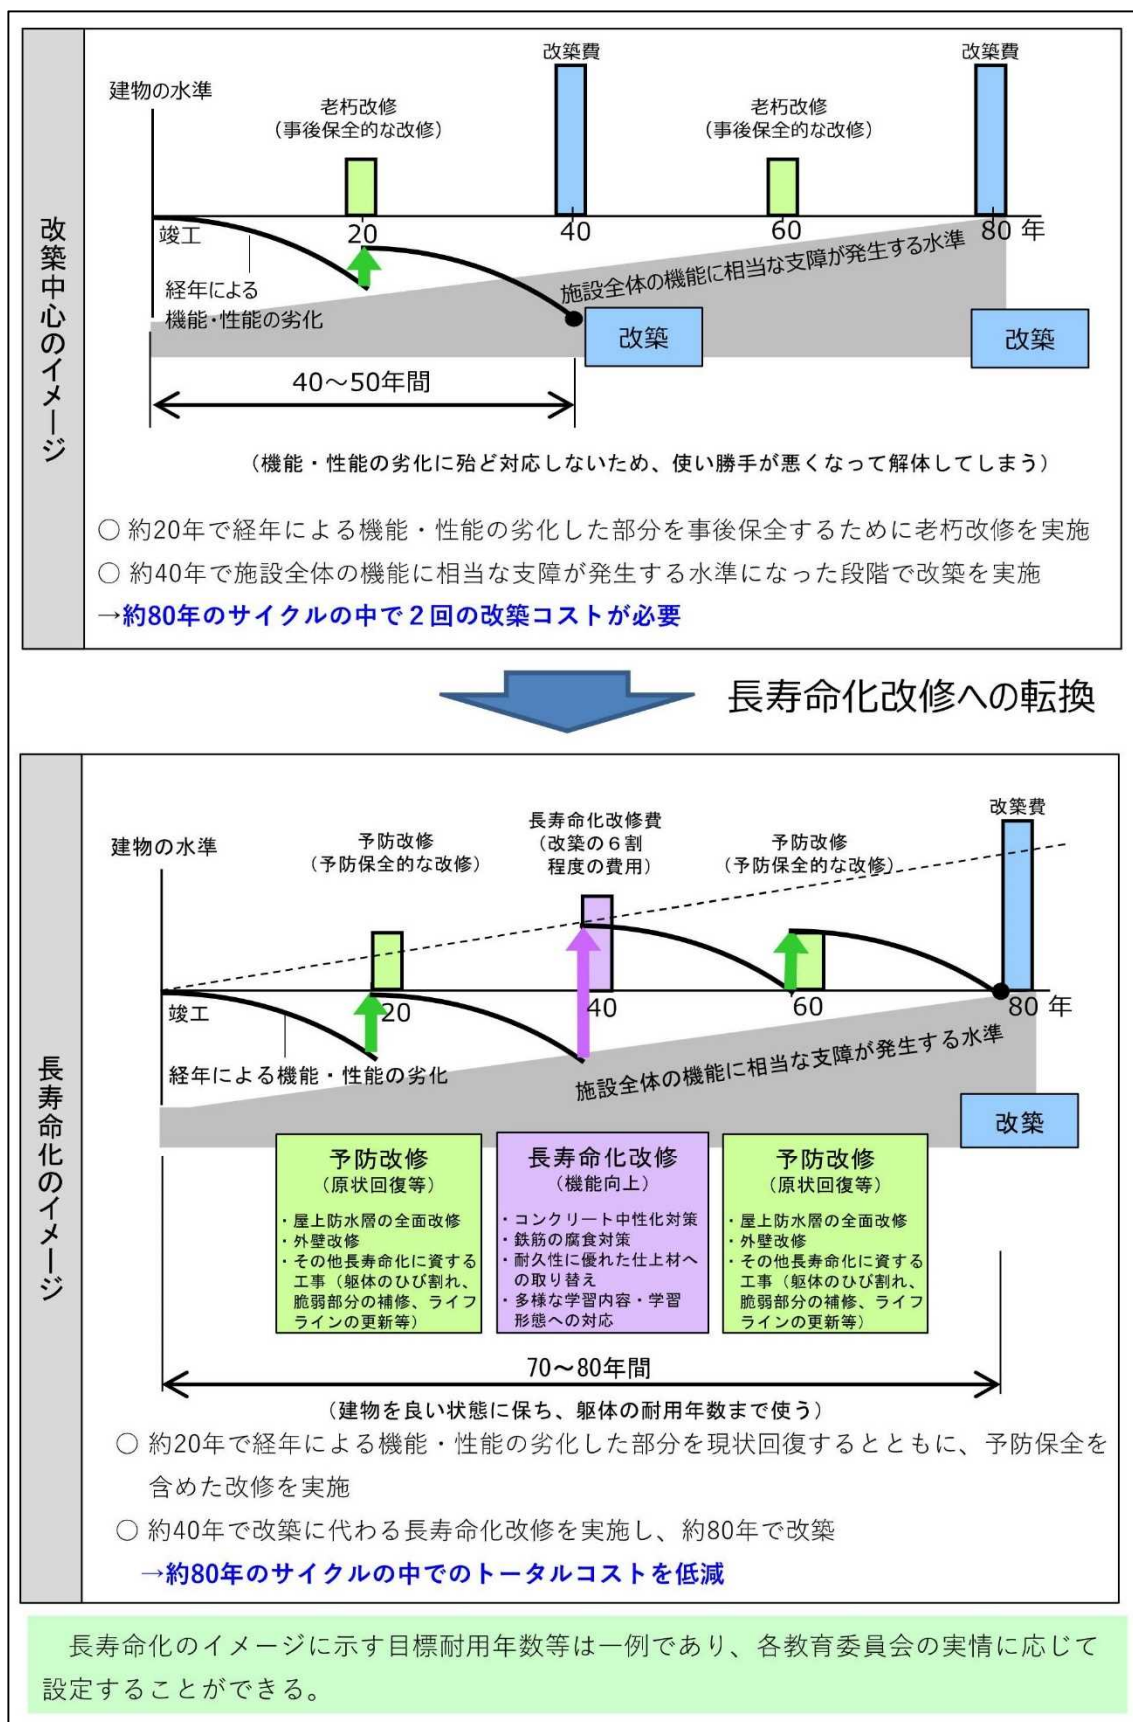 改築中心のイメージ
建物の水準
老朽改修
（事後保全的な改修）
改築費
老朽改修
（事後保全的な改修）
改築費
竣工
20
40
60
80 年
経年による
機能・性能の劣化
施設全体の機能に相当な支障が発生する水準
改築
改築
40～50年間
（機能・性能の劣化に殆ど対応しないため、使い勝手が悪くなって解体してしまう）
○ 約20年で経年による機能・性能の劣化した部分を事後保全するために老朽改修を実施
○ 約40年で施設全体の機能に相当な支障が発生する水準になった段階で改築を実施
→約80年のサイクルの中で２回の改築コストが必要
長寿命化改修への転換
長寿命化のイメージ
建物の水準
予防改修
（予防保全的な改修）
長寿命化改修費
（改築の６割
程度の費用）
予防改修
（予防保全的な改修）
改築費
竣工
20
40
60
80 年
経年による機能・性能の劣化
施設全体の機能に相当な支障が発生する水準
改築
予防改修
（原状回復等）
・屋上防水層の全面改修
・外壁改修
・その他長寿命化に資する
工事（躯体のひび割れ、
脆弱部分の補修、ライフ
ラインの更新等）
長寿命化改修
（機能向上）
・コンクリート中性化対策
・鉄筋の腐食対策
・耐久性に優れた仕上材へ
の取り替え
・多様な学習内容・学習
形態への対応
予防改修
（原状回復等）
・屋上防水層の全面改修
・外壁改修
・その他長寿命化に資する
工事（躯体のひび割れ、
脆弱部分の補修、ライフ
ラインの更新等）
70～80年間
（建物を良い状態に保ち、躯体の耐用年数まで使う）
○ 約20年で経年による機能・性能の劣化した部分を現状回復するとともに、予防保全を
含めた改修を実施
○ 約40年で改築に代わる長寿命化改修を実施し、約80年で改築
→約80年のサイクルの中でのトータルコストを低減
長寿命化のイメージに示す目標耐用年数等は一例であり、各教育委員会の実情に応じて
設定することができる。